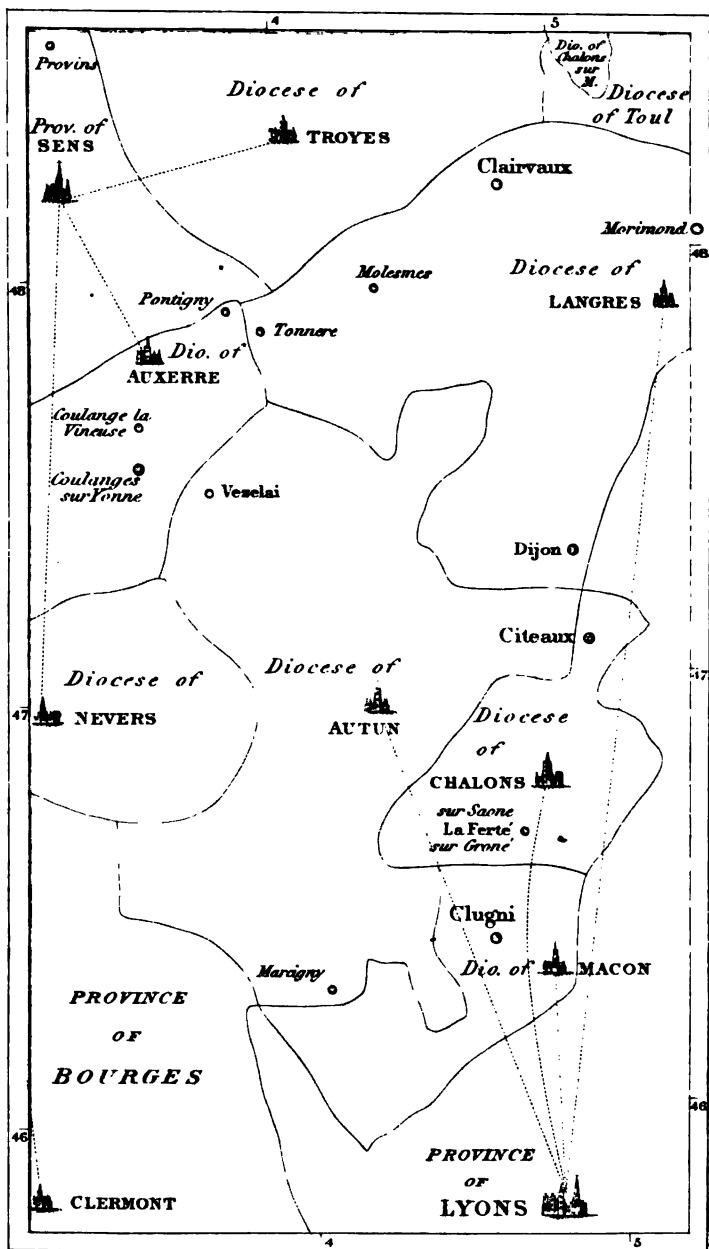 4
5
Provins
Dio. of
Chalons
sur
M.
Diocese of
TROYES
Diocese
of Toul
Prov. of
SENS
Clairvaux
Morimond
48
48
Diocese of
LANGRES
Molesmes
Pontigny
Tonnere
Dio. of
AUXERRE
Coulange la
Vineuse
Coulanges
sur Yonne
Vezelai
Dijon
Citeaux
47
47
Diocese of
NEVERS
Diocese of
AUTUN
Diocese
of
CHALONS
sur Saone
La Ferté
sur Groné
Clugni
Dio. of
MACON
Marcigny
PROVINCE
OF
BOURGES
46
46
PROVINCE
OF
LYONS
CLERMONT
4
5